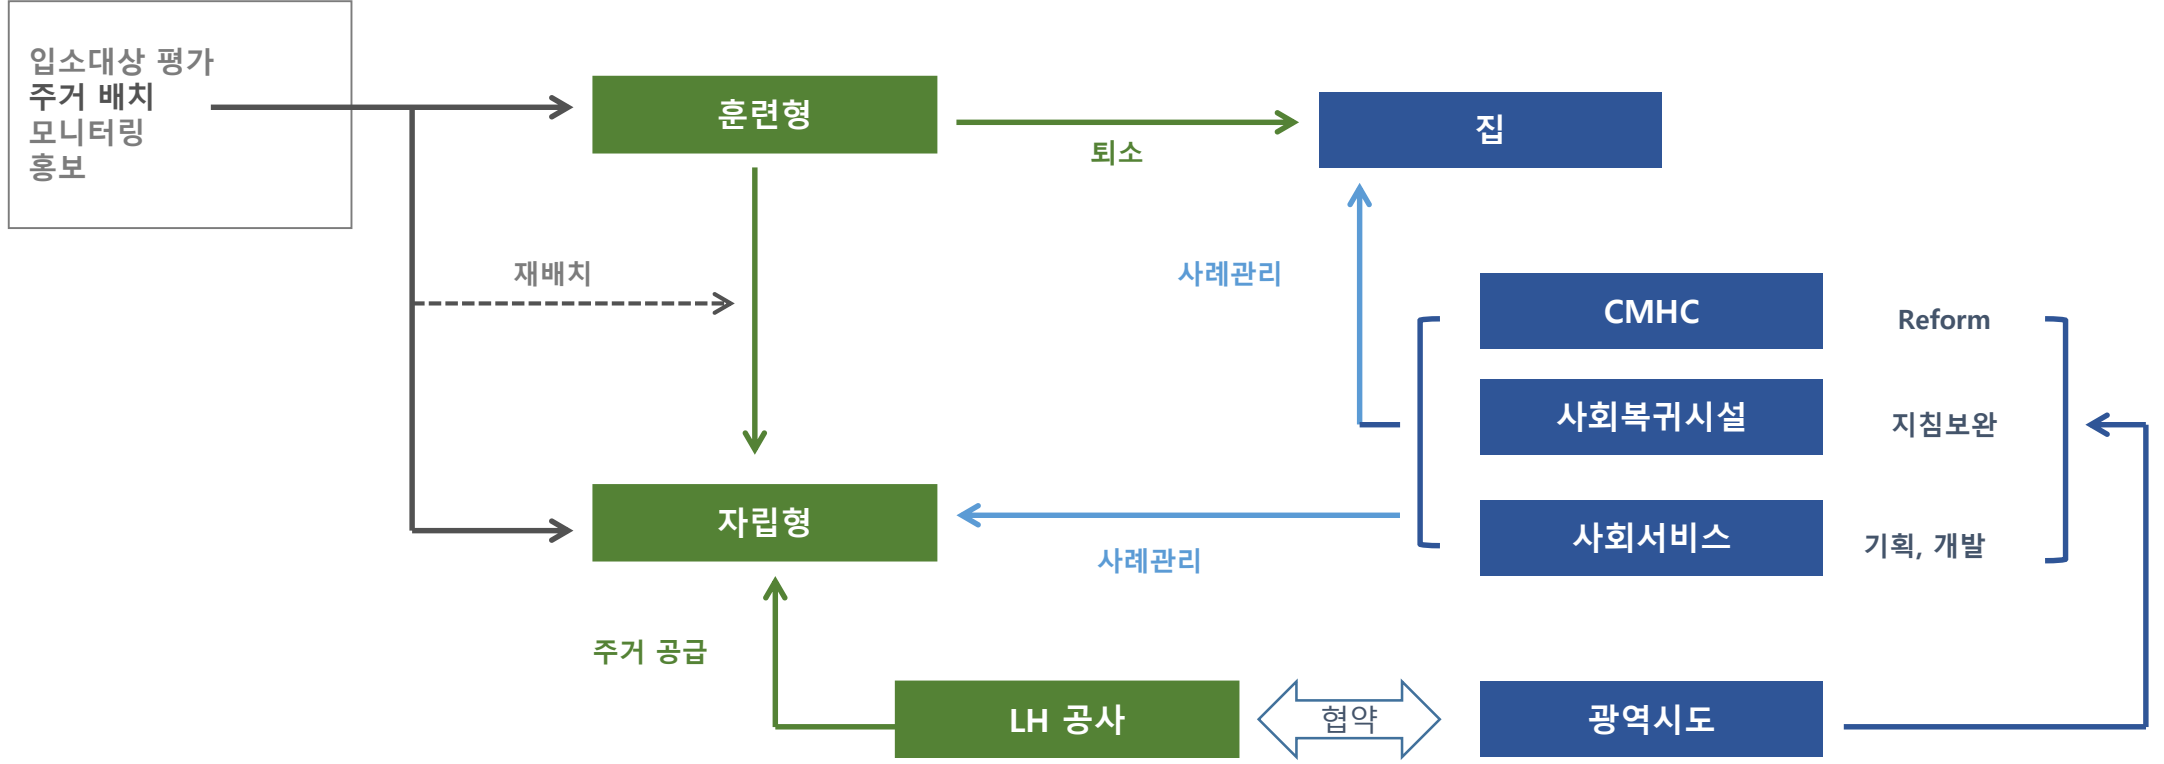 입소대상 평가
주거 배치
모니터링
홍보
훈련형
퇴소
집
재배치
사례관리
CMHC
Reform
사회복귀시설
지침보완
자립형
사회서비스
기획, 개발
사례관리
주거 공급
LH 공사
협약
광역시도